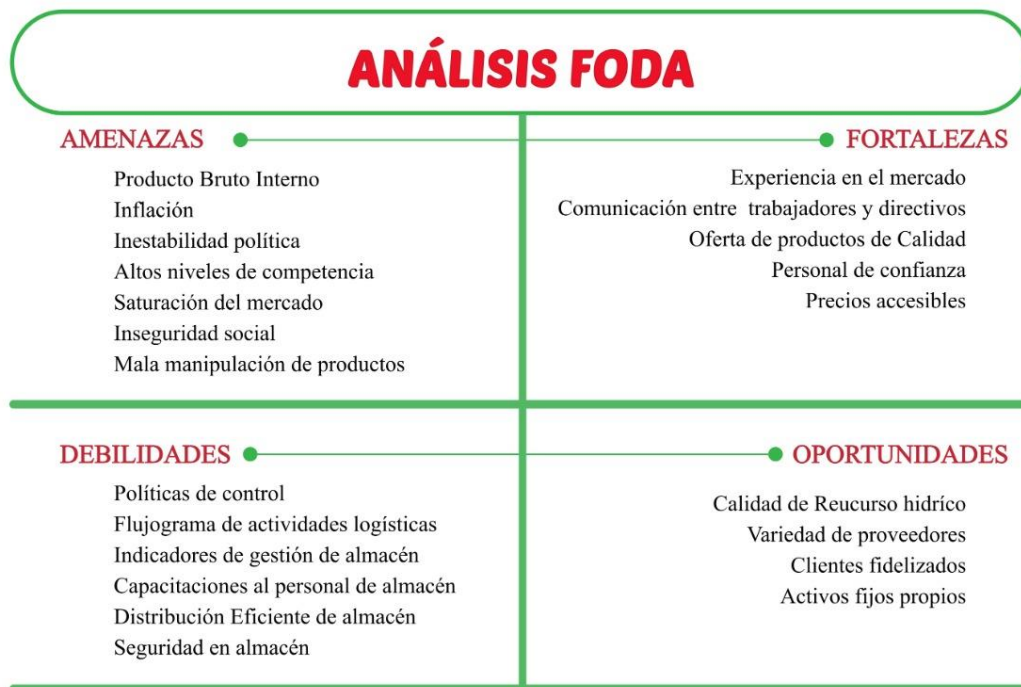 ANÁLISIS FODA
AMENAZAS
Producto Bruto Interno
Inflación
Inestabilidad política
Altos niveles de competencia
Saturación del mercado
Inseguridad social
Mala manipulación de productos
FORTALEZAS
Experiencia en el mercado
Comunicación entre trabajadores y directivos
Oferta de productos de Calidad
Personal de confianza
Precios accesibles
DEBILIDADES
Políticas de control
Flujograma de actividades logísticas
Indicadores de gestión de almacén
Capacitaciones al personal de almacén
Distribución Eficiente de almacén
Seguridad en almacén
OPORTUNIDADES
Calidad de Reucurso hidríco
Variedad de proveedores
Clientes fidelizados
Activos fijos propios